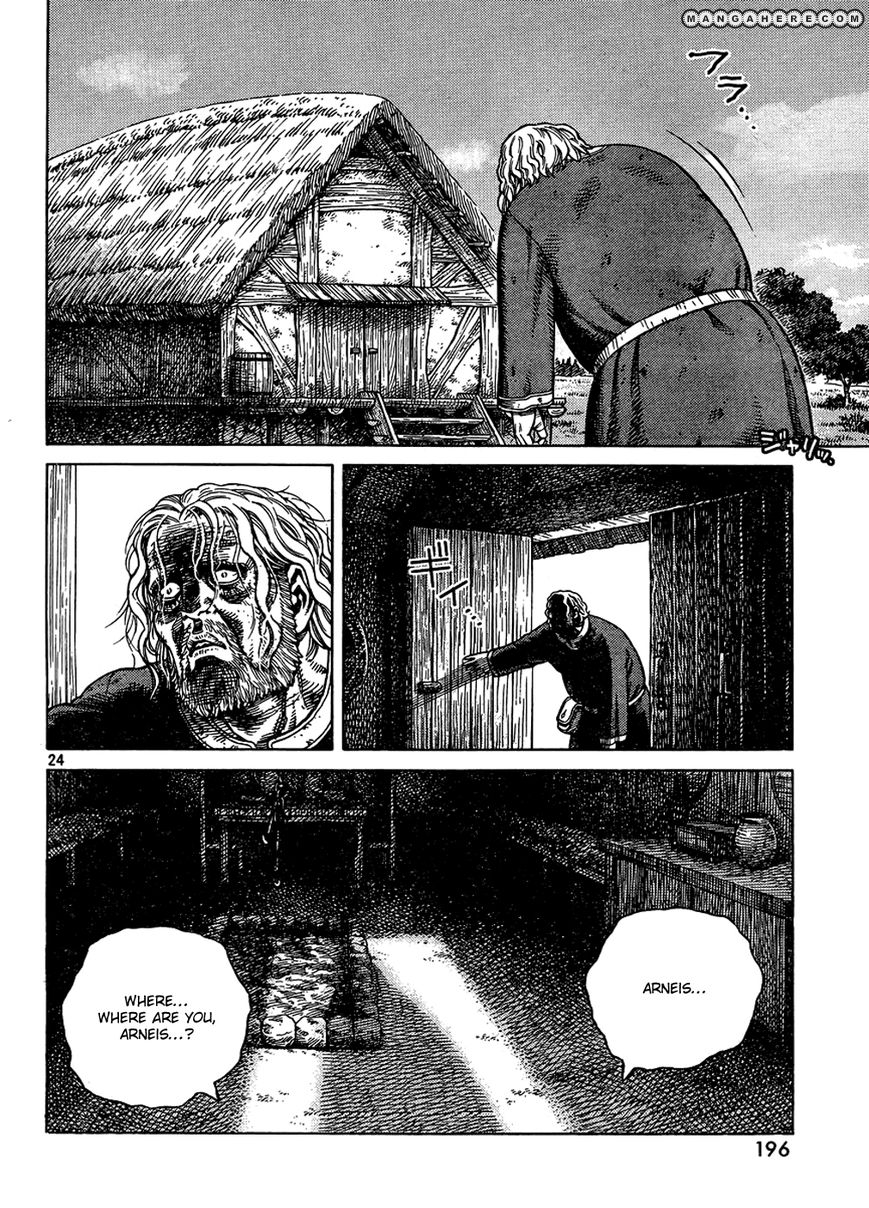 MANGAHERE.COM
フラ…
ジャリッ。
ギイ……
24
ARNEIS...
WHERE...
WHERE ARE YOU,
ARNEIS...?
196